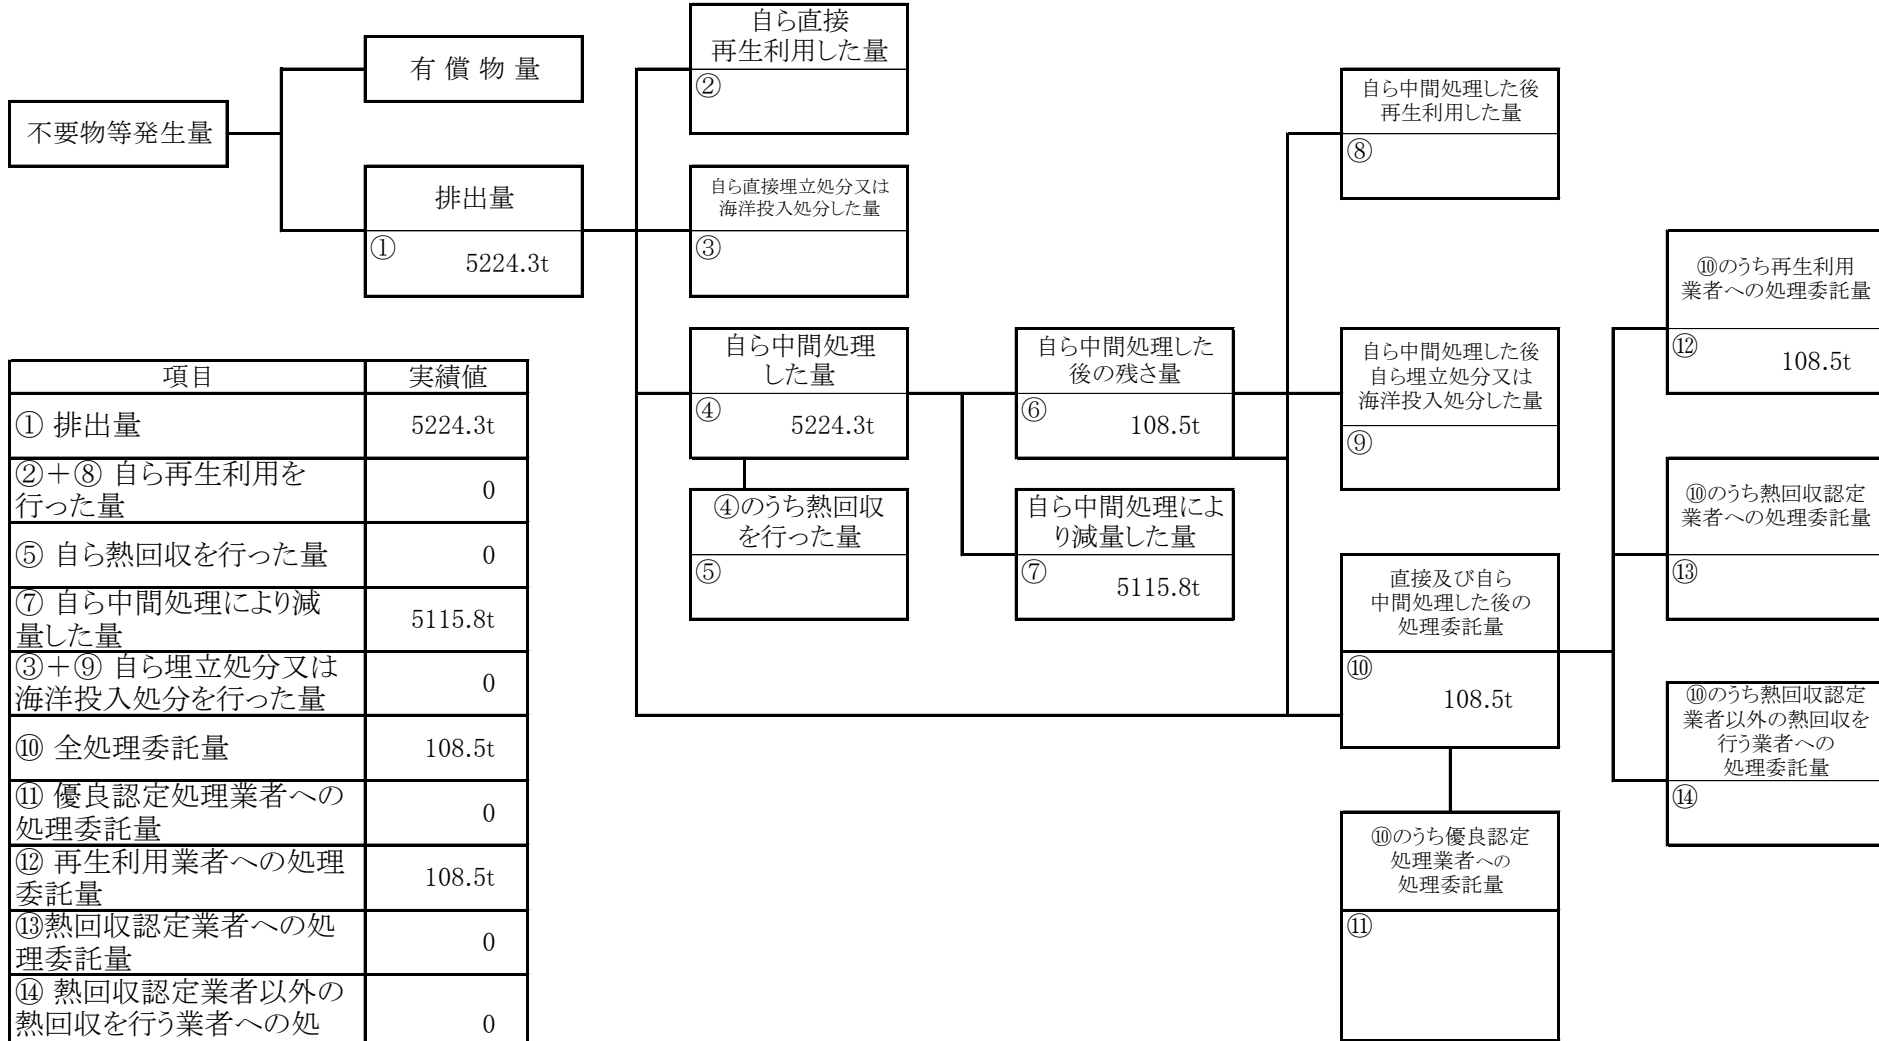 不要物等発生量
有 償 物 量
排出量
①
5224.3t
自ら直接
再生利用した量
②
自ら直接埋立処分又は
海洋投入処分した量
③
自ら中間処理
した量
④
5224.3t
④のうち熱回収
を行った量
⑤
自ら中間処理した
後の残さ量
⑥
108.5t
自ら中間処理によ
り減量した量
⑦
5115.8t
自ら中間処理した後
再生利用した量
⑧
自ら中間処理した後
自ら埋立処分又は
海洋投入処分した量
⑨
直接及び自ら
中間処理した後の
処理委託量
⑩
108.5t
⑩のうち優良認定
処理業者への
処理委託量
⑪
⑩のうち再生利用
業者への処理委託量
⑫
108.5t
⑩のうち熱回収認定
業者への処理委託量
⑬
⑩のうち熱回収認定
業者以外の熱回収を
行う業者への
処理委託量
⑭
項目 実績値
① 排出量 5224.3t
②＋⑧ 自ら再生利用を
行った量 0
⑤ 自ら熱回収を行った量 0
⑦ 自ら中間処理により減
量した量 5115.8t
③＋⑨ 自ら埋立処分又は
海洋投入処分を行った量 0
⑩ 全処理委託量 108.5t
⑪ 優良認定処理業者への
処理委託量 0
⑫ 再生利用業者への処理
委託量 108.5t
⑬熱回収認定業者への処
理委託量 0
⑭ 熱回収認定業者以外の
熱回収を行う業者への処 0